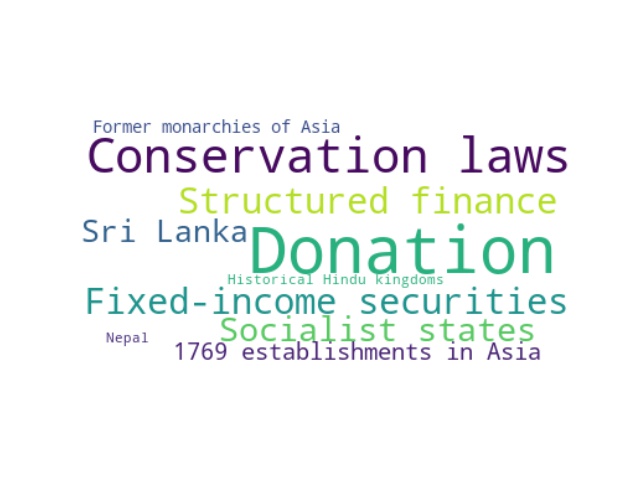 Former monarchies of Asia
Conservation laws
Structured finance
Sri Lanka
Donation
Historical Hindu kingdoms
Fixed-income securities
Socialist states
Nepal
1769 establishments in Asia